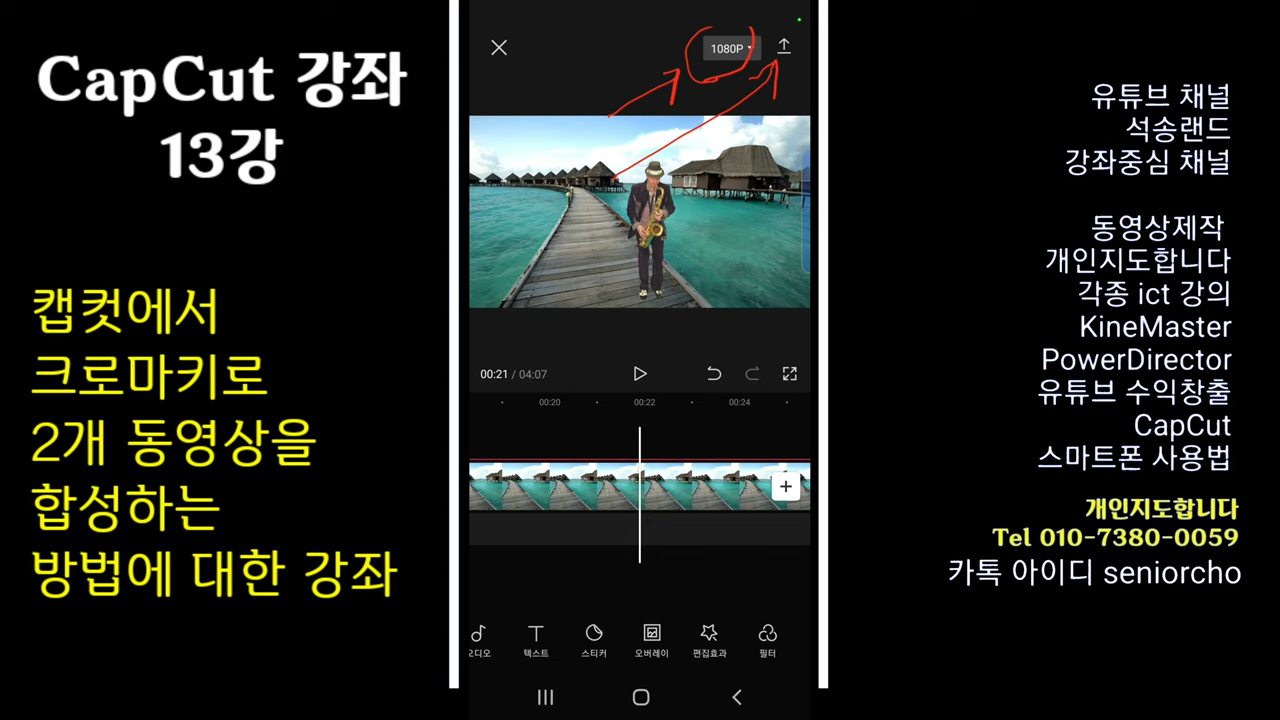 CapCut 강좌
13강
캡컷에서
크로마키로
2개 동영상을
합성하는
방법에 대한 강좌
1080P
00:21 / 04:07
00:20
00:22
00:24
오디오
텍스트
스티커
오버레이
편집효과
필터
유튜브 채널
석송랜드
강좌중심 채널
동영상제작
개인지도합니다
각종 ict 강의
KineMaster
PowerDirector
유튜브 수익창출
CapCut
스마트폰 사용법
개인지도합니다
Tel 010-7380-0059
카톡 아이디 seniorcho